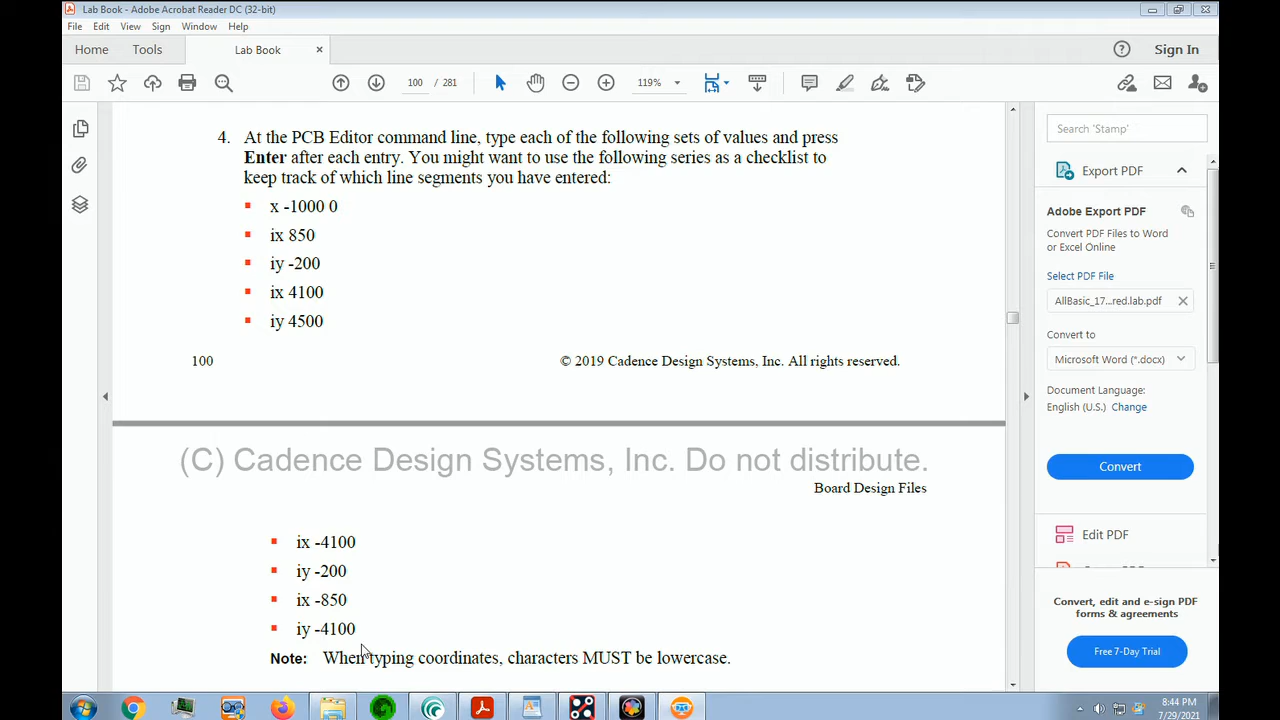 Lab Book - Adobe Acrobat Reader DC (32-bit)
File Edit View Sign Window Help
Home Tools Lab Book × Sign In
100 / 281 119%
4. At the PCB Editor command line, type each of the following sets of values and press
Enter after each entry. You might want to use the following series as a checklist to
keep track of which line segments you have entered:
x -1000 0
ix 850
iy -200
ix 4100
iy 4500
100 © 2019 Cadence Design Systems, Inc. All rights reserved.
(C) Cadence Design Systems, Inc. Do not distribute.
Board Design Files
ix -4100
iy -200
ix -850
iy -4100
Note: When typing coordinates, characters MUST be lowercase.
Search 'Stamp'
Export PDF
Adobe Export PDF
Convert PDF Files to Word
or Excel Online
Select PDF File
AllBasic_17...red.lab.pdf
Convert to
Microsoft Word (*.docx)
Document Language:
English (U.S.) Change
Convert
Edit PDF
Convert, edit and e-sign PDF
forms & agreements
Free 7-Day Trial
8:44 PM
7/29/2021